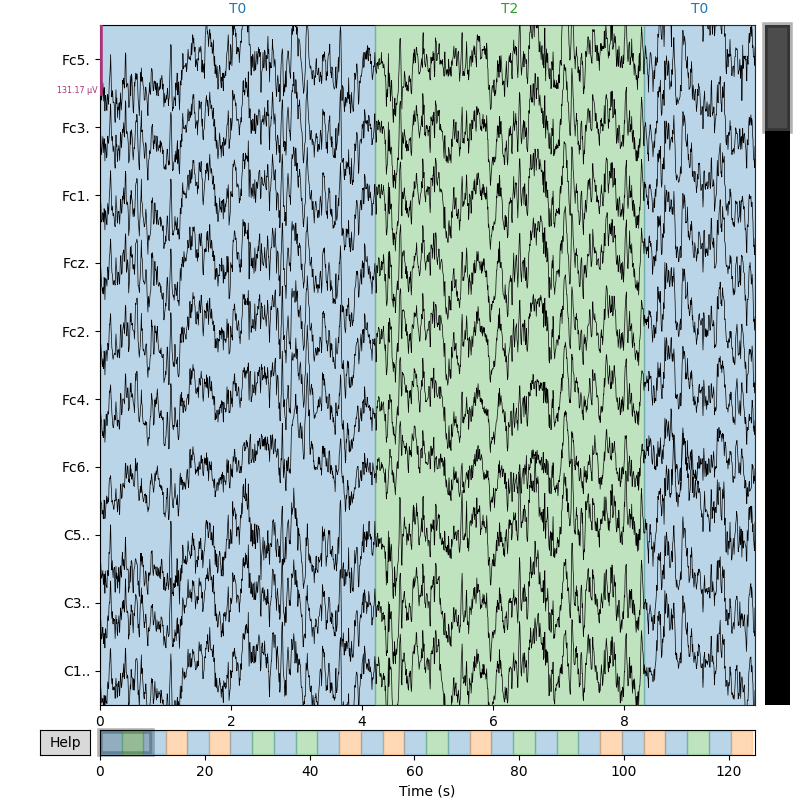 T0 T2 T0
Fc5.
131.17 µV
Fc3.
Fc1.
Fcz.
Fc2.
Fc4.
Fc6.
C5..
C3..
C1..
0 2 4 6 8
Help
0 20 40 60 80 100 120
Time (s)